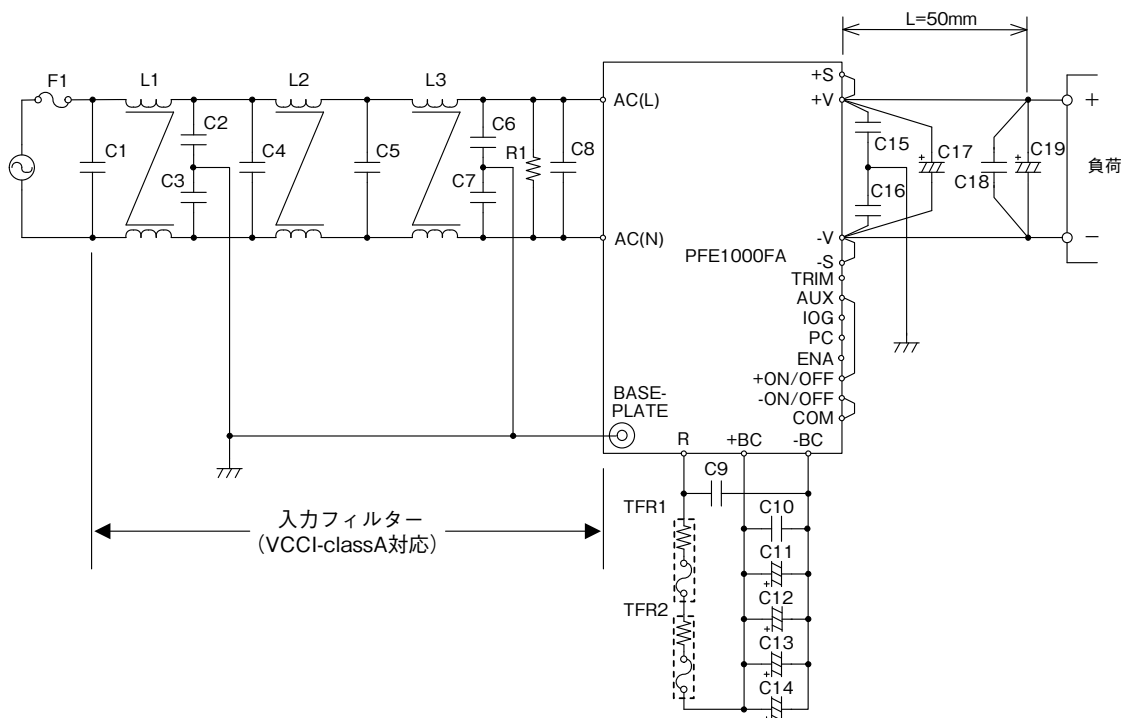 L=50mm
F1
L1
L2
L3
+S
+V
AC(L)
C1
C2
C3
C4
C5
C6
C7
R1
C8
C15
C16
+
C17
C18
+
C19
+
負荷
−
AC(N)
PFE1000FA
-V
-S
TRIM
AUX
IOG
PC
ENA
+ON/OFF
-ON/OFF
COM
BASE-
PLATE
R
+BC
-BC
C9
TFR1
C10
C11
+
TFR2
C12
+
C13
+
C14
+
入力フィルター
（VCCI-classA対応）